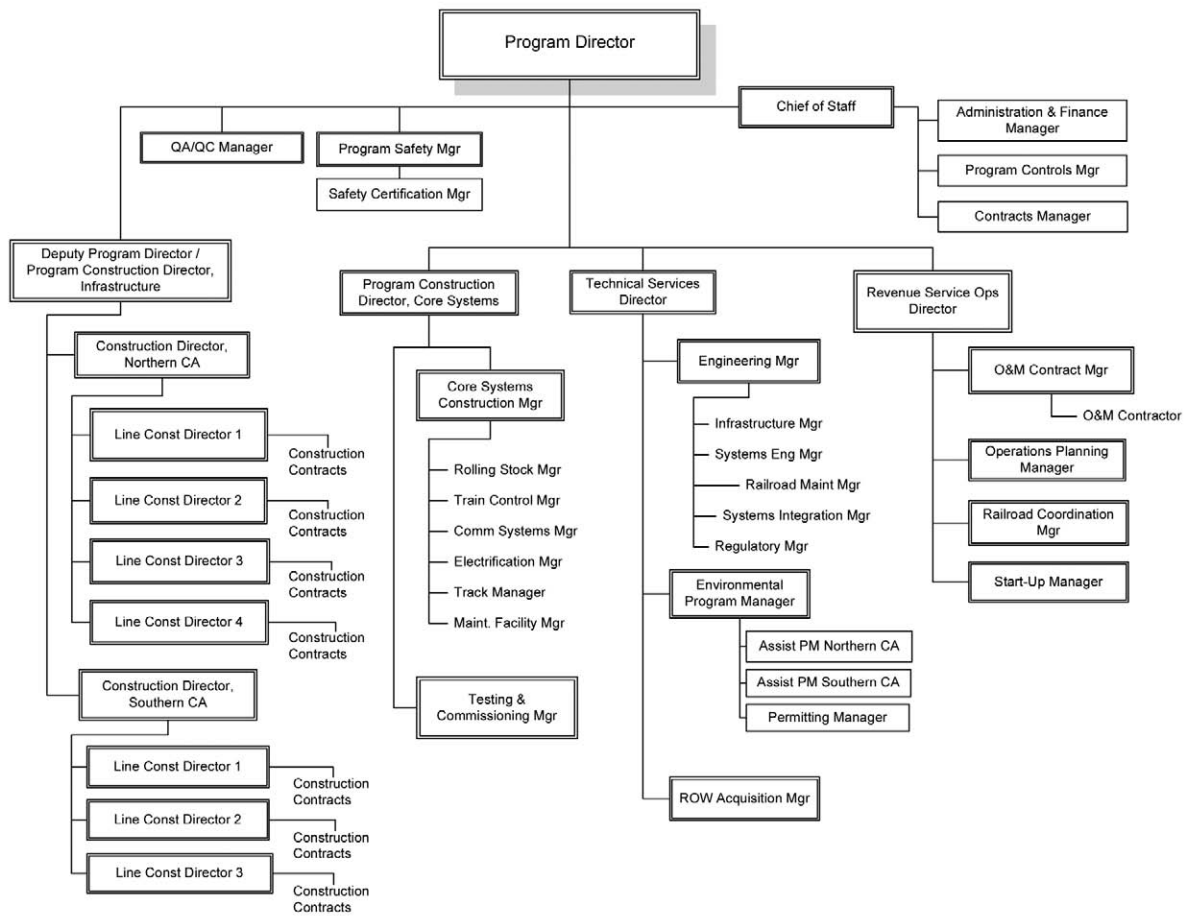 Program Director
Chief of Staff
Administration & Finance
Manager
Program Controls Mgr
Contracts Manager
QA/QC Manager
Program Safety Mgr
Safety Certification Mgr
Deputy Program Director /
Program Construction Director,
Infrastructure
Construction Director,
Northern CA
Line Const Director 1
Construction
Contracts
Line Const Director 2
Construction
Contracts
Line Const Director 3
Construction
Contracts
Line Const Director 4
Construction
Contracts
Construction Director,
Southern CA
Line Const Director 1
Construction
Contracts
Line Const Director 2
Construction
Contracts
Line Const Director 3
Construction
Contracts
Program Construction
Director, Core Systems
Core Systems
Construction Mgr
Rolling Stock Mgr
Train Control Mgr
Comm Systems Mgr
Electrification Mgr
Track Manager
Maint. Facility Mgr
Testing &
Commissioning Mgr
Technical Services
Director
Engineering Mgr
Infrastructure Mgr
Systems Eng Mgr
Railroad Maint Mgr
Systems Integration Mgr
Regulatory Mgr
Environmental
Program Manager
Assist PM Northern CA
Assist PM Southern CA
Permitting Manager
ROW Acquisition Mgr
Revenue Service Ops
Director
O&M Contract Mgr
O&M Contractor
Operations Planning
Manager
Railroad Coordination
Mgr
Start-Up Manager